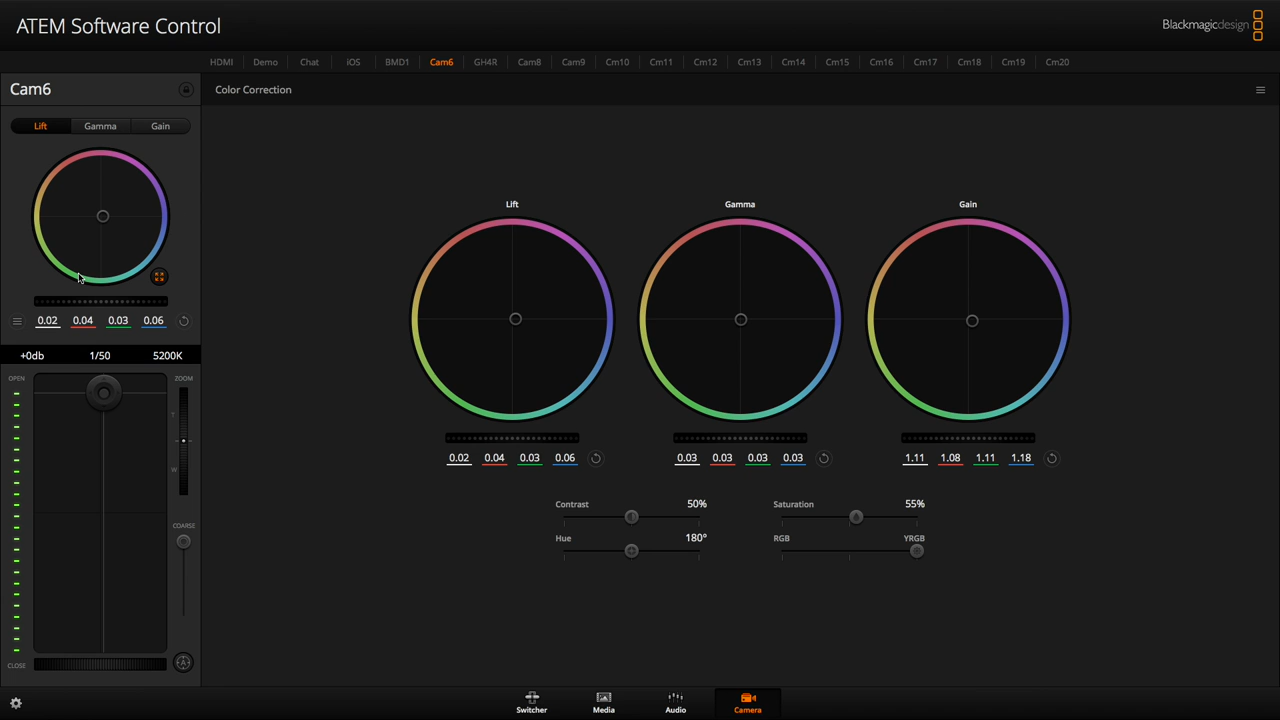 ATEM Software Control
Blackmagicdesign
HDMI Demo Chat iOS BMD1 Cam6 GH4R Cam8 Cam9 Cm10 Cm11 Cm12 Cm13 Cm14 Cm15 Cm16 Cm17 Cm18 Cm19 Cm20
Cam6
Color Correction
Lift Gamma Gain
0.02 0.04 0.03 0.06
+0db 1/50 5200K
OPEN
ZOOM
T
W
COARSE
CLOSE
A
Lift Gamma Gain
0.02 0.04 0.03 0.06 0.03 0.03 0.03 0.03 1.11 1.08 1.11 1.18
Contrast 50% Saturation 55%
Hue 180° RGB YRGB
Switcher Media Audio Camera